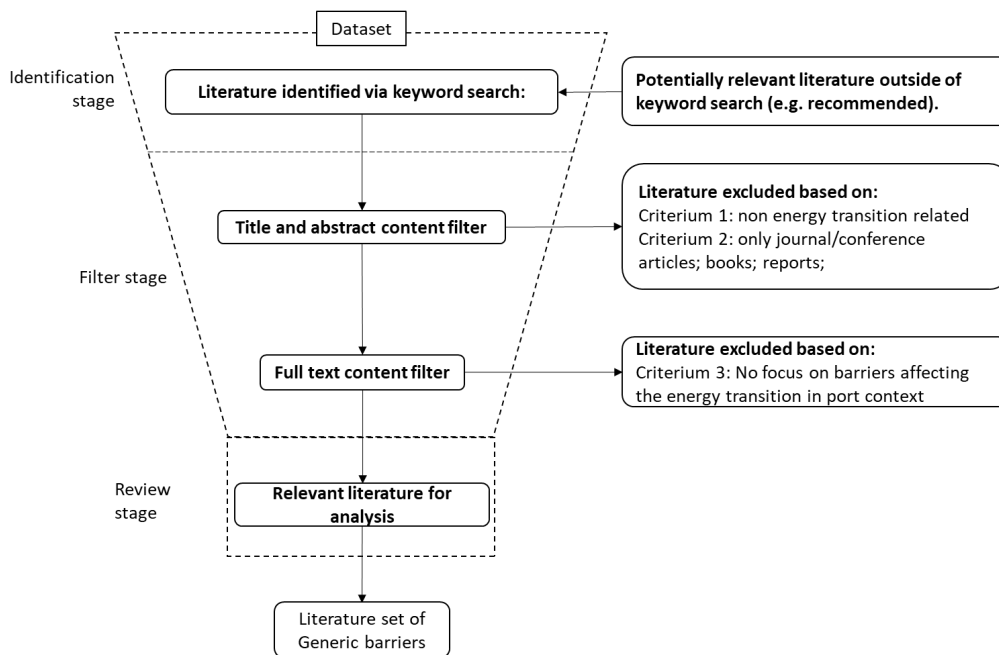 Dataset
Identification
stage
Literature identified via keyword search:
Potentially relevant literature outside of
keyword search (e.g. recommended).
Title and abstract content filter
Literature excluded based on:
Criterium 1: non energy transition related
Criterium 2: only journal/conference
articles; books; reports;
Filter stage
Full text content filter
Literature excluded based on:
Criterium 3: No focus on barriers affecting
the energy transition in port context
Review
stage
Relevant literature for
analysis
Literature set of
Generic barriers